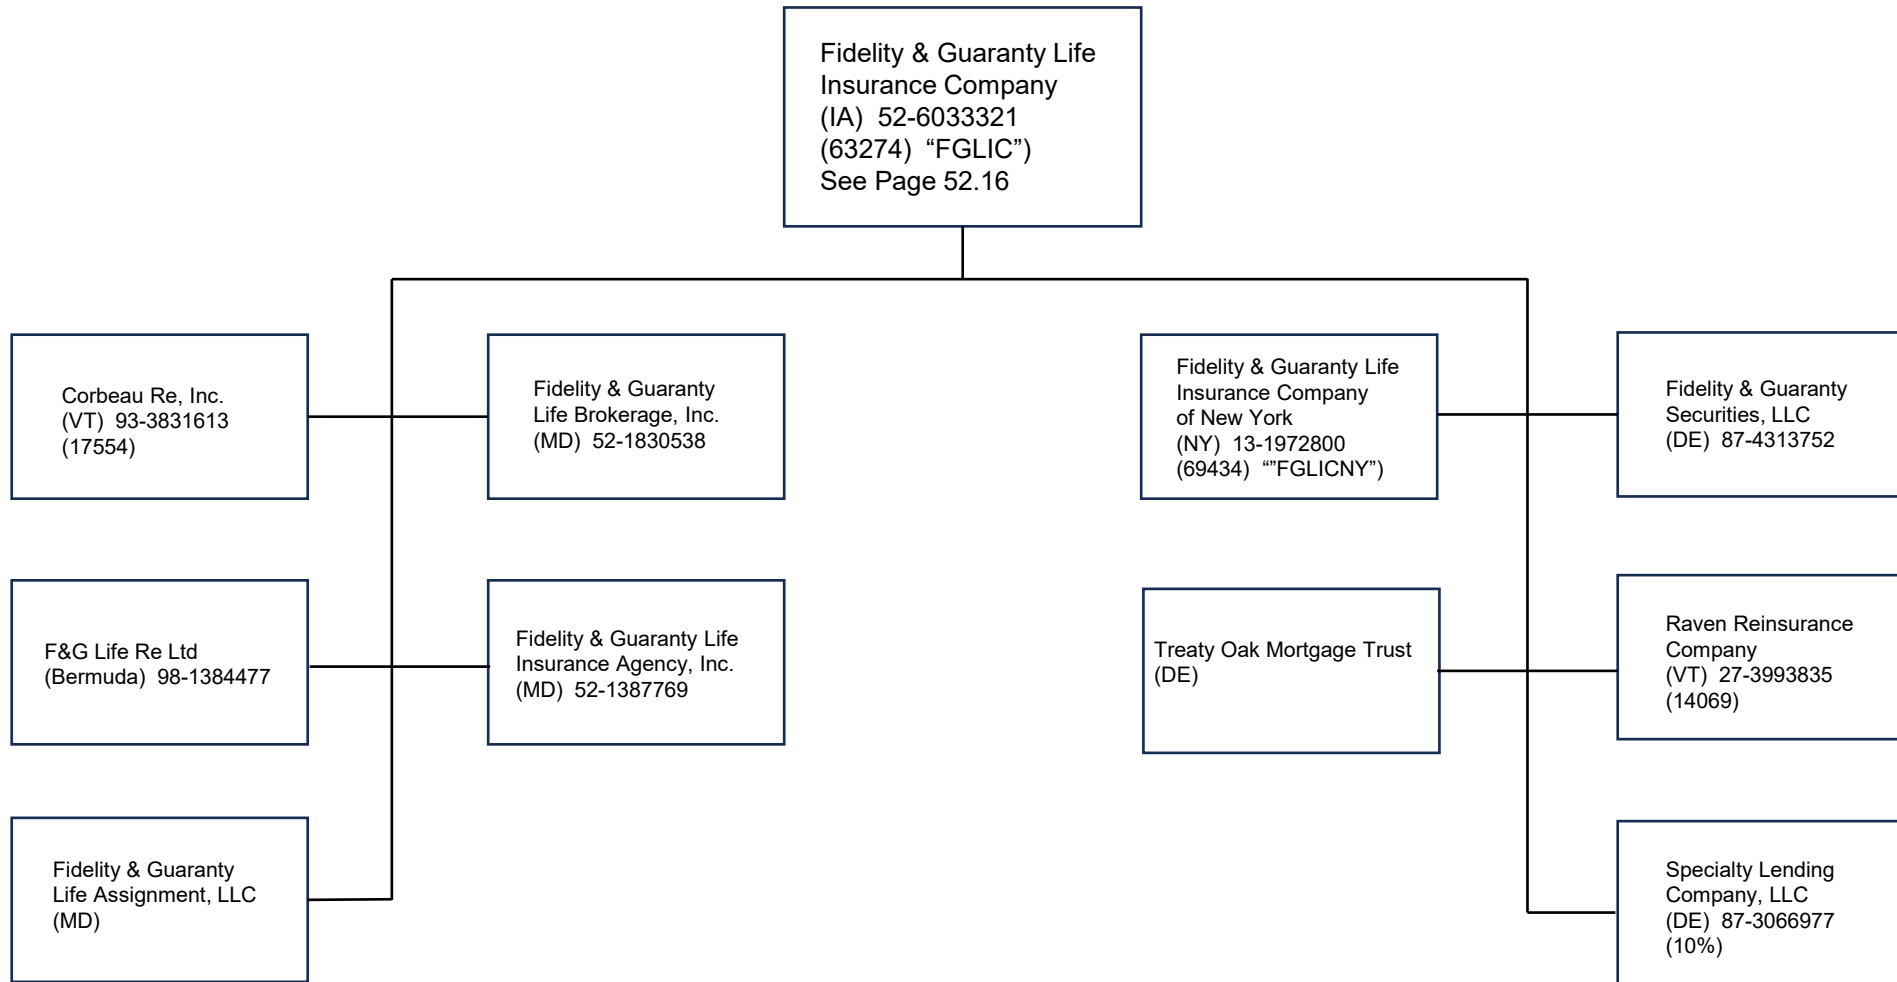 Fidelity & Guaranty Life
Insurance Company
(IA) 52-6033321
(63274) “FGLIC”)
See Page 52.16
Corbeau Re, Inc.
(VT) 93-3831613
(17554)
Fidelity & Guaranty
Life Brokerage, Inc.
(MD) 52-1830538
Fidelity & Guaranty Life
Insurance Company
of New York
(NY) 13-1972800
(69434) “”FGLICNY”)
Fidelity & Guaranty
Securities, LLC
(DE) 87-4313752
F&G Life Re Ltd
(Bermuda) 98-1384477
Fidelity & Guaranty Life
Insurance Agency, Inc.
(MD) 52-1387769
Treaty Oak Mortgage Trust
(DE)
Raven Reinsurance
Company
(VT) 27-3993835
(14069)
Fidelity & Guaranty
Life Assignment, LLC
(MD)
Specialty Lending
Company, LLC
(DE) 87-3066977
(10%)